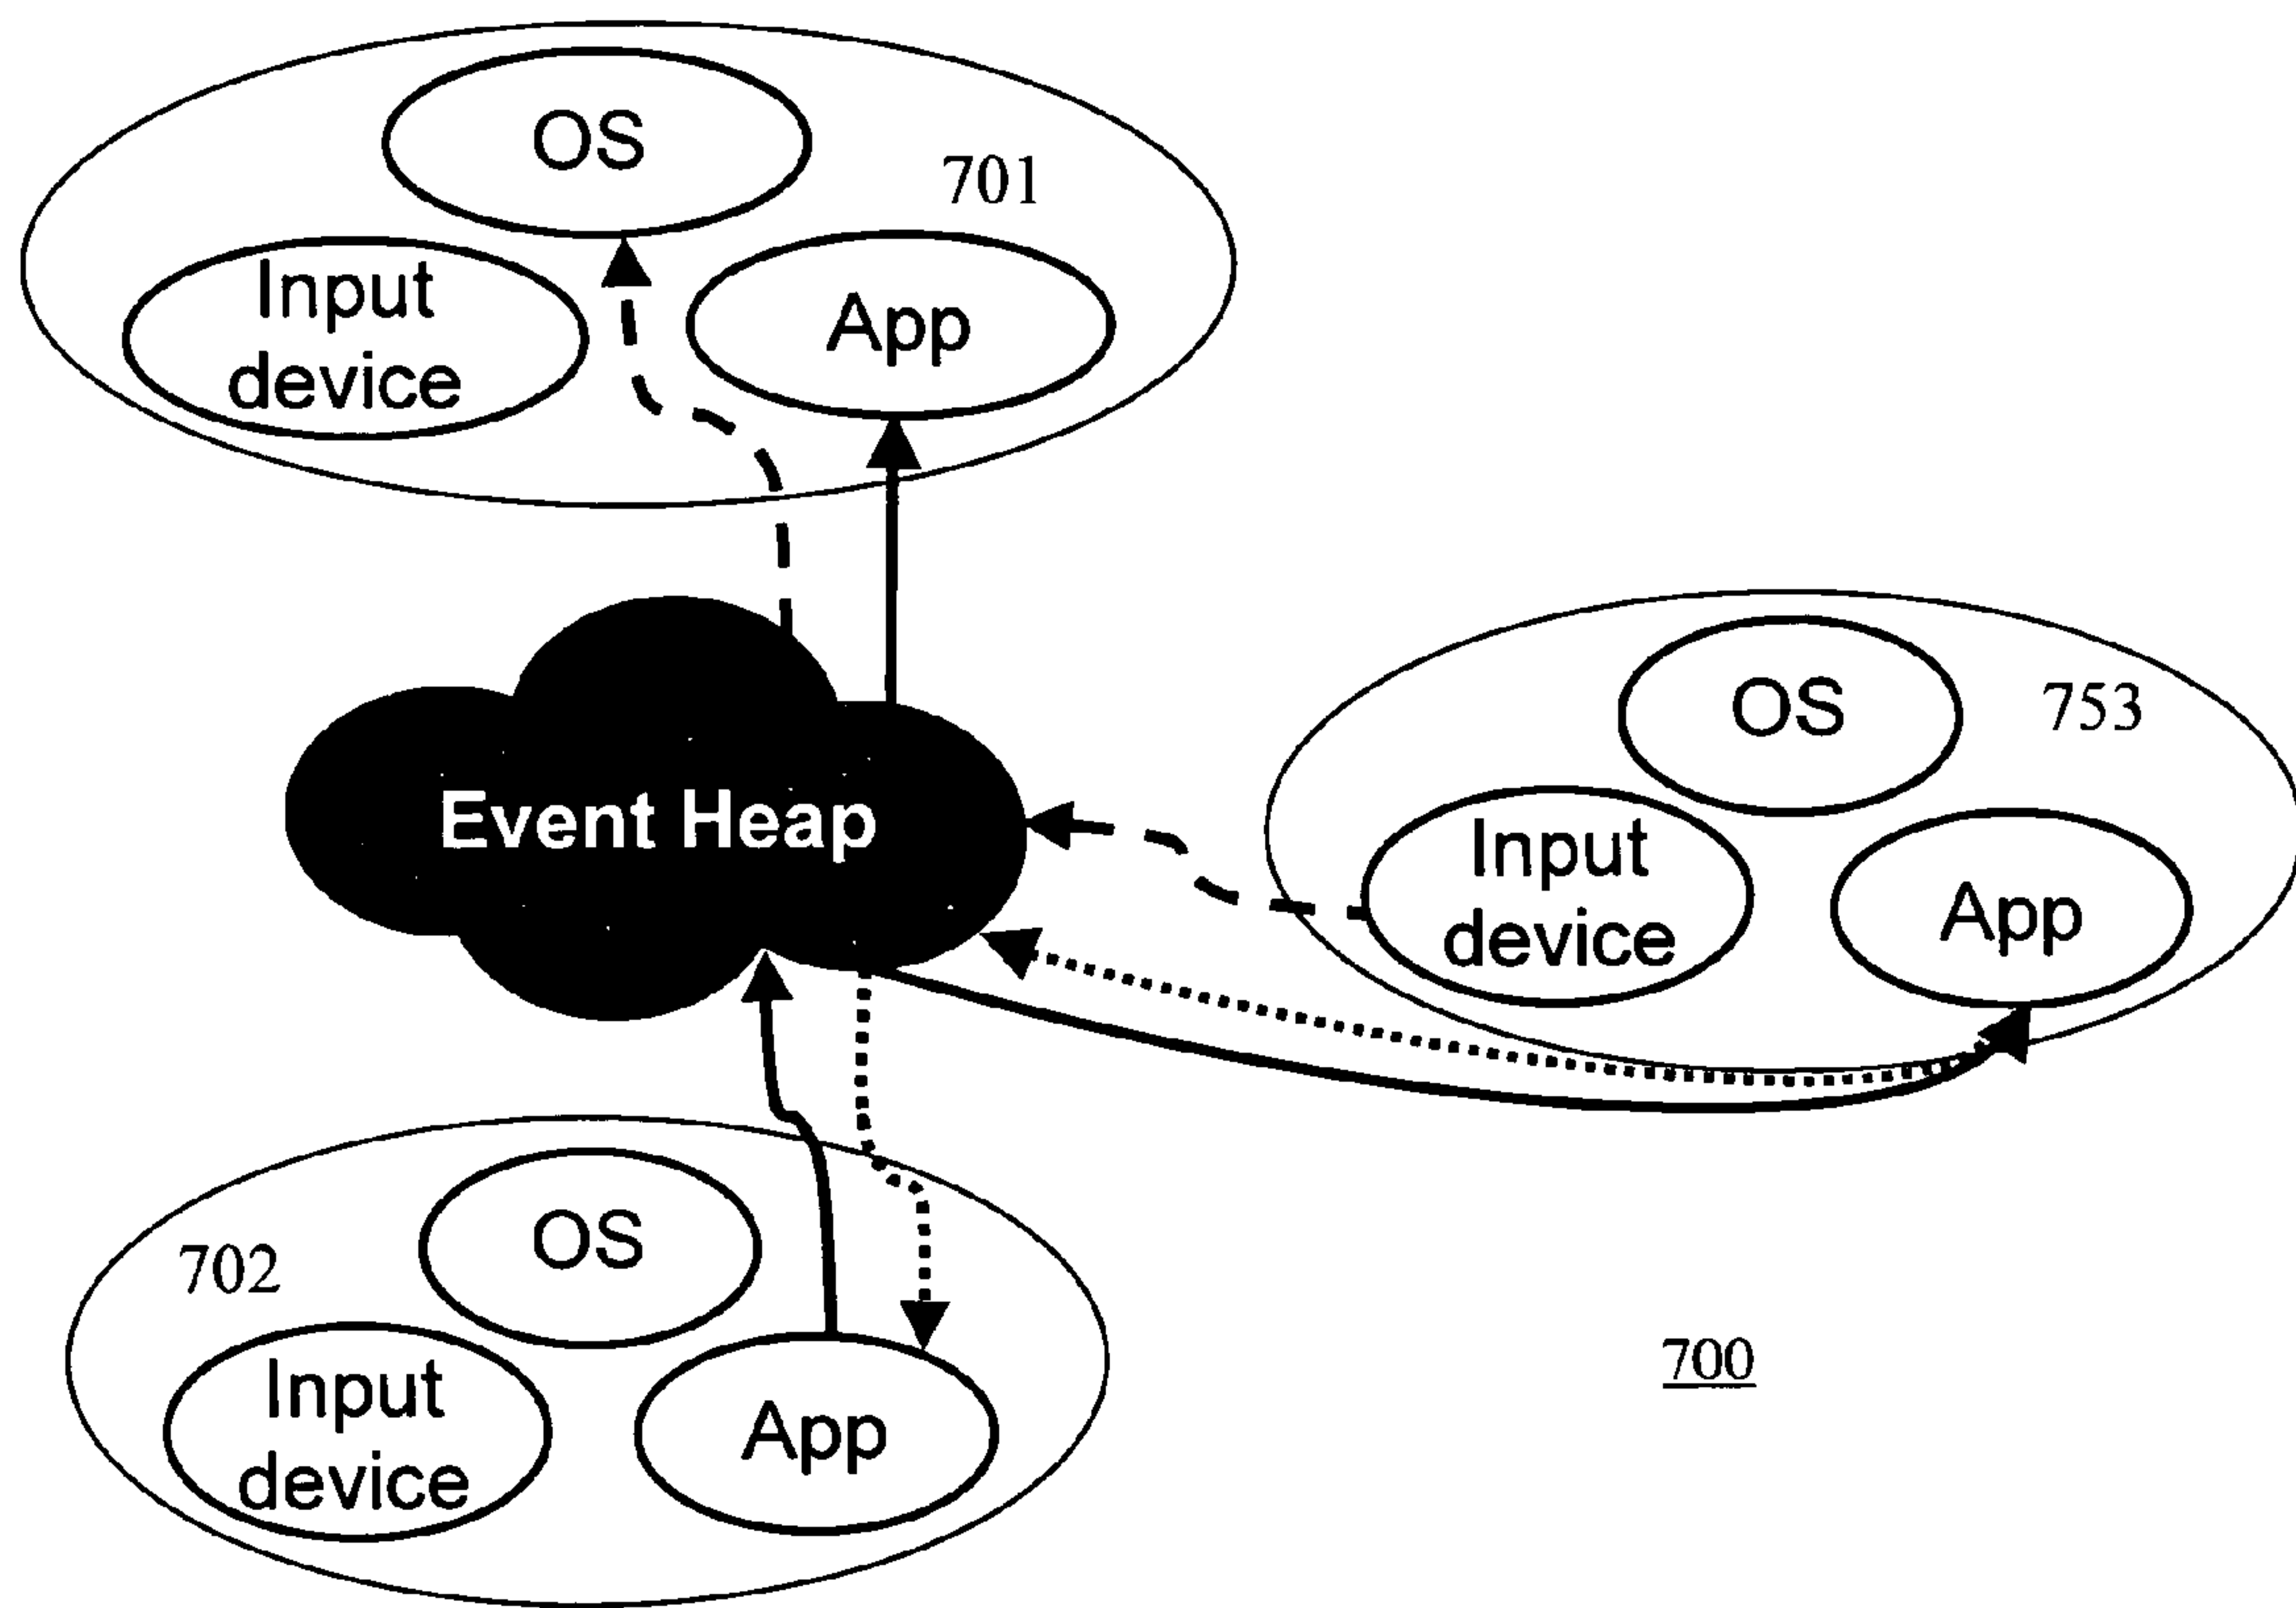 OS
701
Input
device
App
Event Heap
OS
753
Input
device
App
OS
702
Input
device
App
700